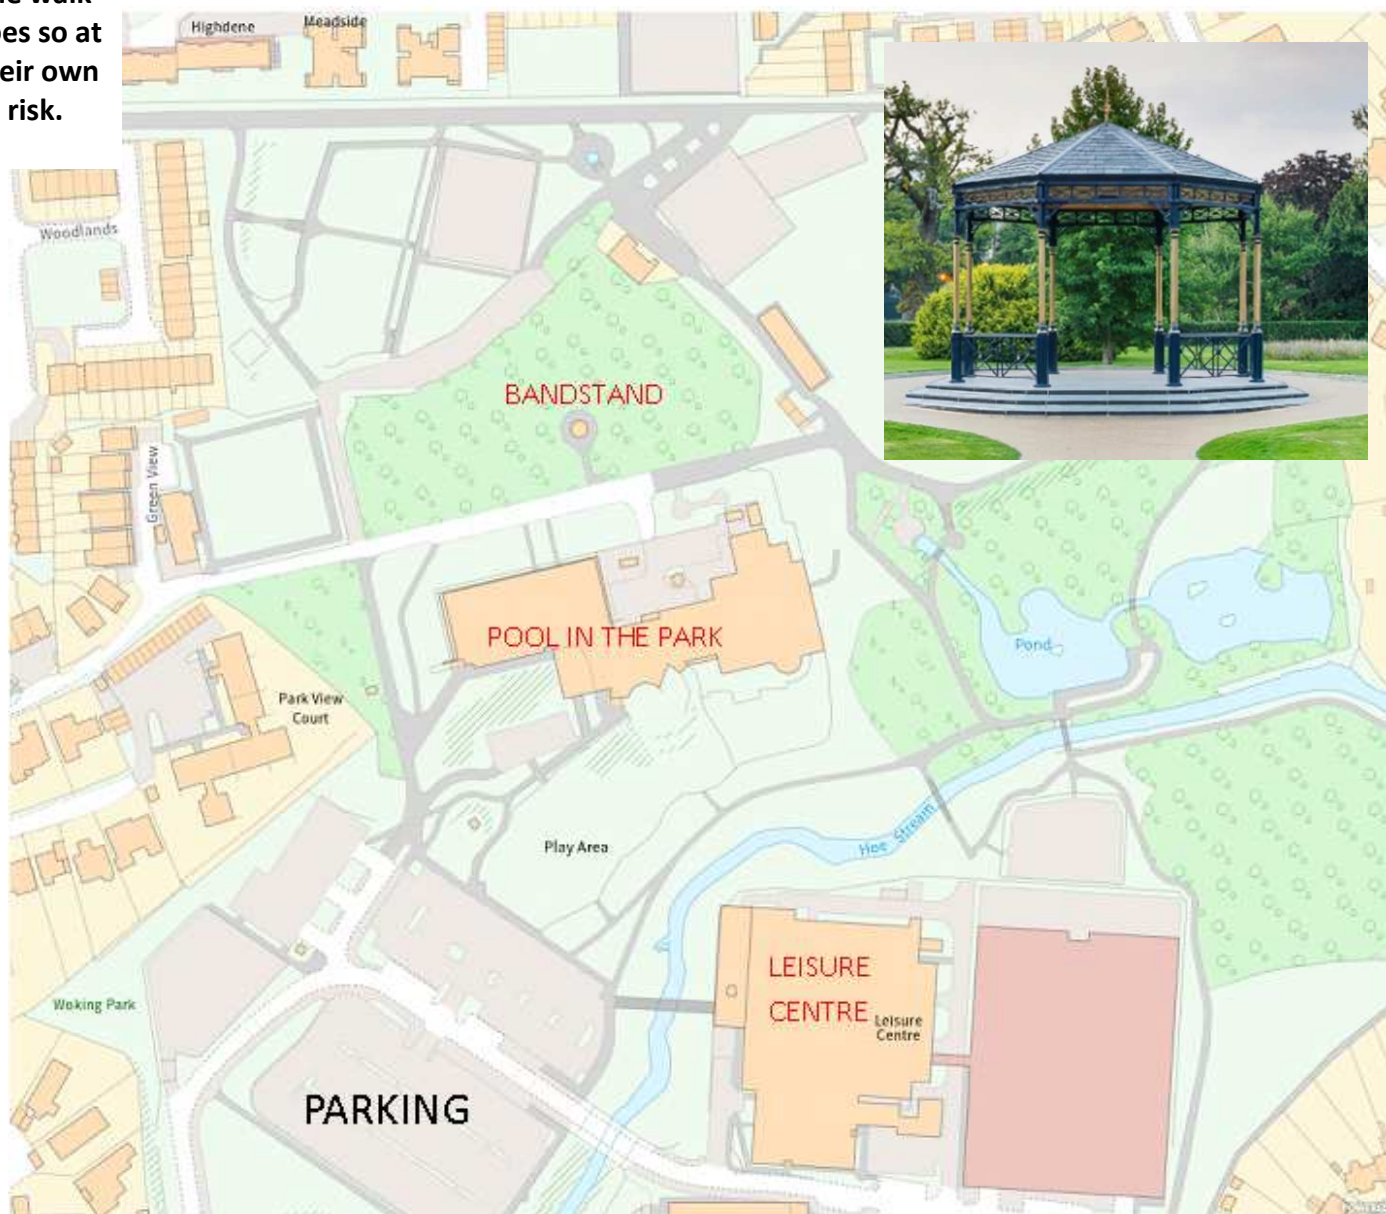 oes so at
eir own
risk.
Highdene
Meadside
Woodlands
BANDSTAND
Green View
POOL IN THE PARK
Pond
Park View
Court
Play Area
Hoe Stream
LEISURE
CENTRE
Leisure
Centre
Woking Park
PARKING